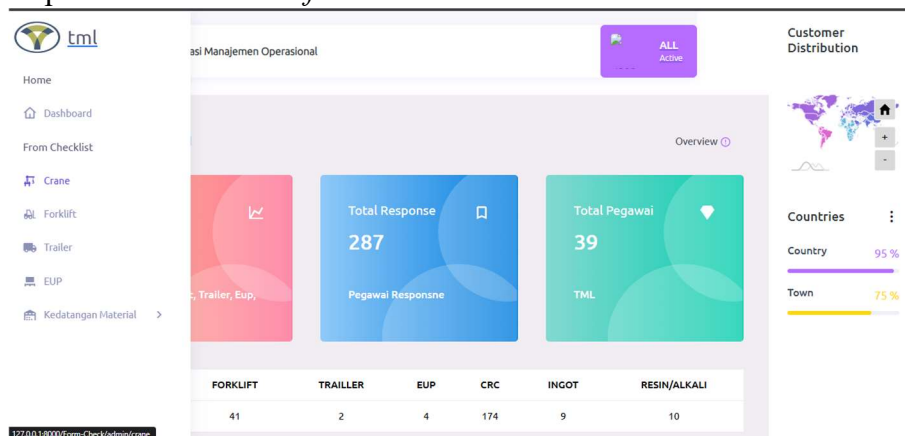 tml
Home
Dashboard
From Checklist
Crane
Forklift
Trailer
EUP
Kedatangan Material >
asi Manajemen Operasional
ALL
Active
Overview
Total Response
287
Pegawai Responsne
Total Pegawai
39
TML
, Trailer, Eup,
FORKLIFT TRAILLER EUP CRC INGOT RESIN/ALKALI
41 2 4 174 9 10
Customer
Distribution
+
-
Countries
Country 95 %
Town 75 %
127.0.0.1:8000/Form-Check/admin/crane